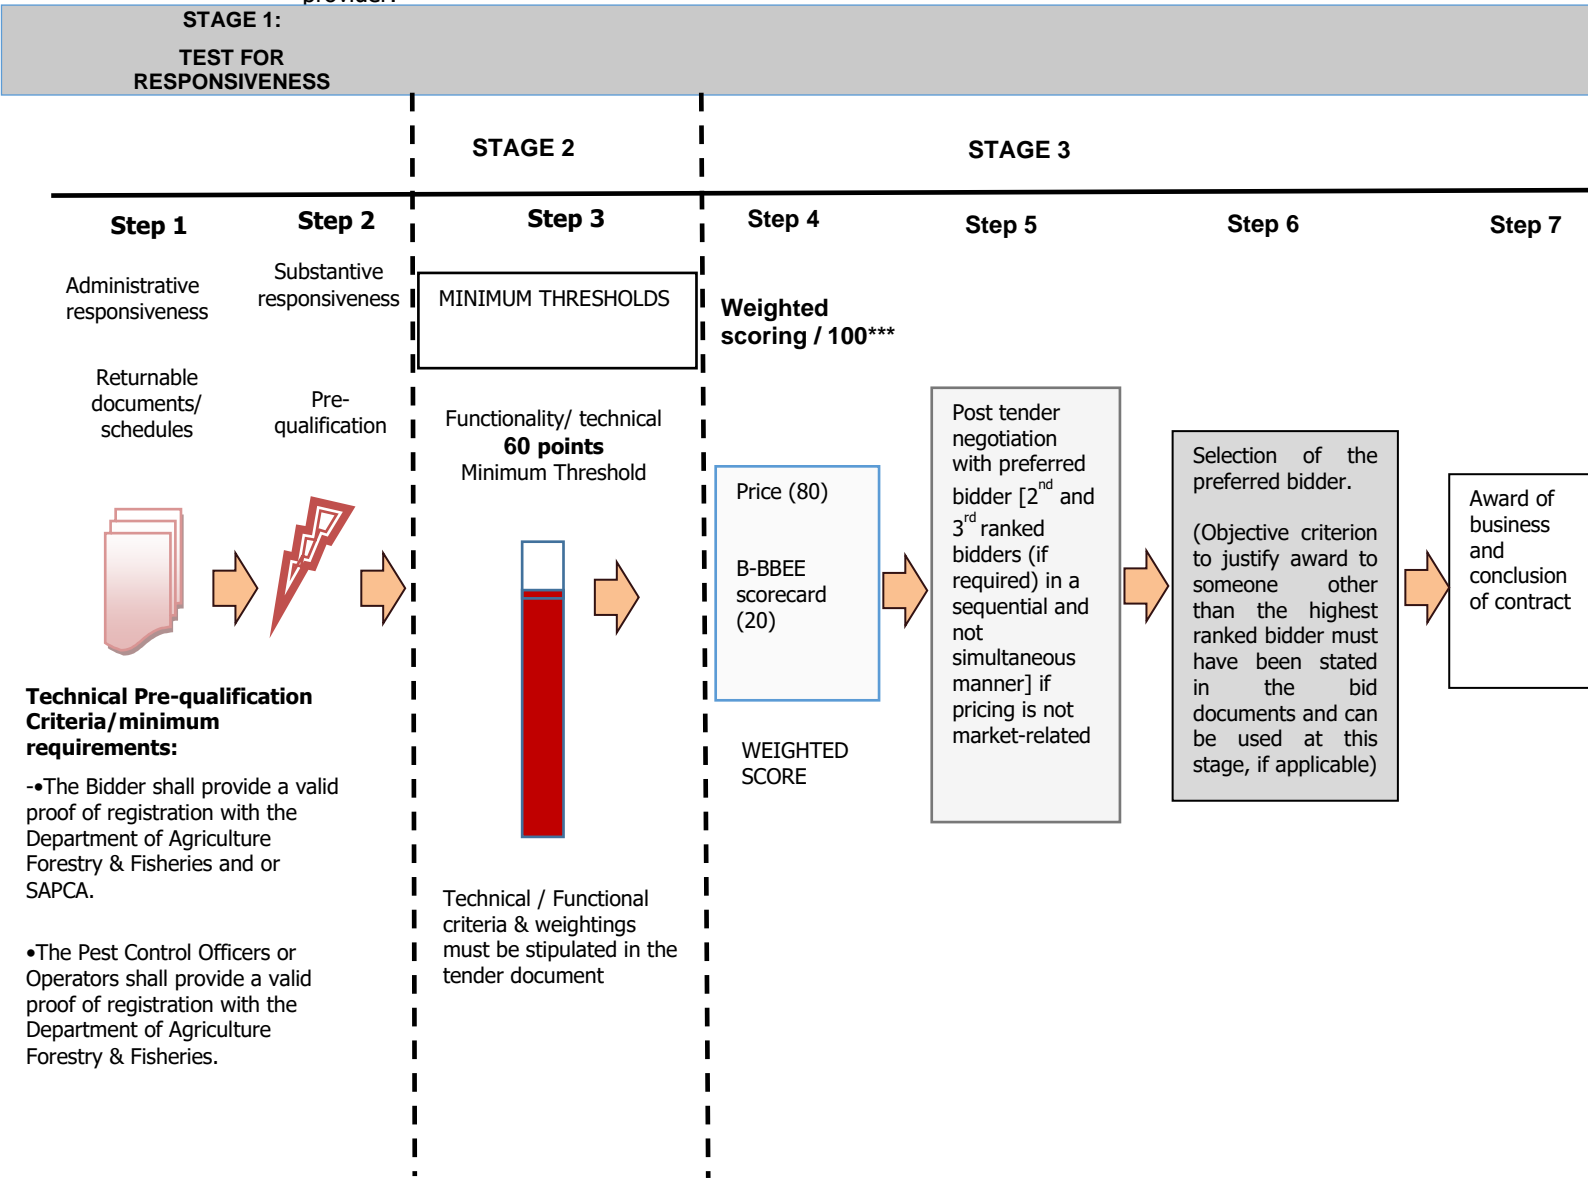 provider.
STAGE 1:
TEST FOR
RESPONSIVENESS
STAGE 2
STAGE 3
Step 1
Step 2
Step 3
Step 4
Step 5
Step 6
Step 7
Administrative
responsiveness
Returnable
documents/
schedules
Substantive
responsiveness
Pre-
qualification
Technical Pre-qualification
Criteria/minimum
requirements:
-•The Bidder shall provide a valid
proof of registration with the
Department of Agriculture
Forestry & Fisheries and or
SAPCA.
•The Pest Control Officers or
Operators shall provide a valid
proof of registration with the
Department of Agriculture
Forestry & Fisheries.
MINIMUM THRESHOLDS
Functionality/ technical
60 points
Minimum Threshold
Technical / Functional
criteria & weightings
must be stipulated in the
tender document
Weighted
scoring / 100***
Price (80)
B-BBEE
scorecard
(20)
WEIGHTED
SCORE
Post tender
negotiation
with preferred
bidder [2nd and
3rd ranked
bidders (if
required) in a
sequential and
not
simultaneous
manner] if
pricing is not
market-related
Selection of the
preferred bidder.
(Objective criterion
to justify award to
someone other
than the highest
ranked bidder must
have been stated
in the bid
documents and can
be used at this
stage, if applicable)
Award of
business
and
conclusion
of contract